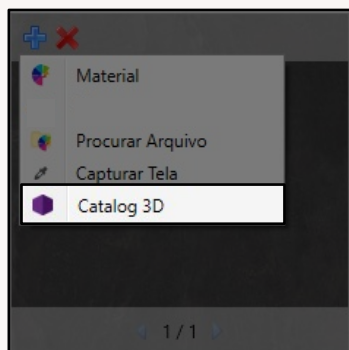 Material
Procurar Arquivo
Capturar Tela
Catalog 3D
1 / 1